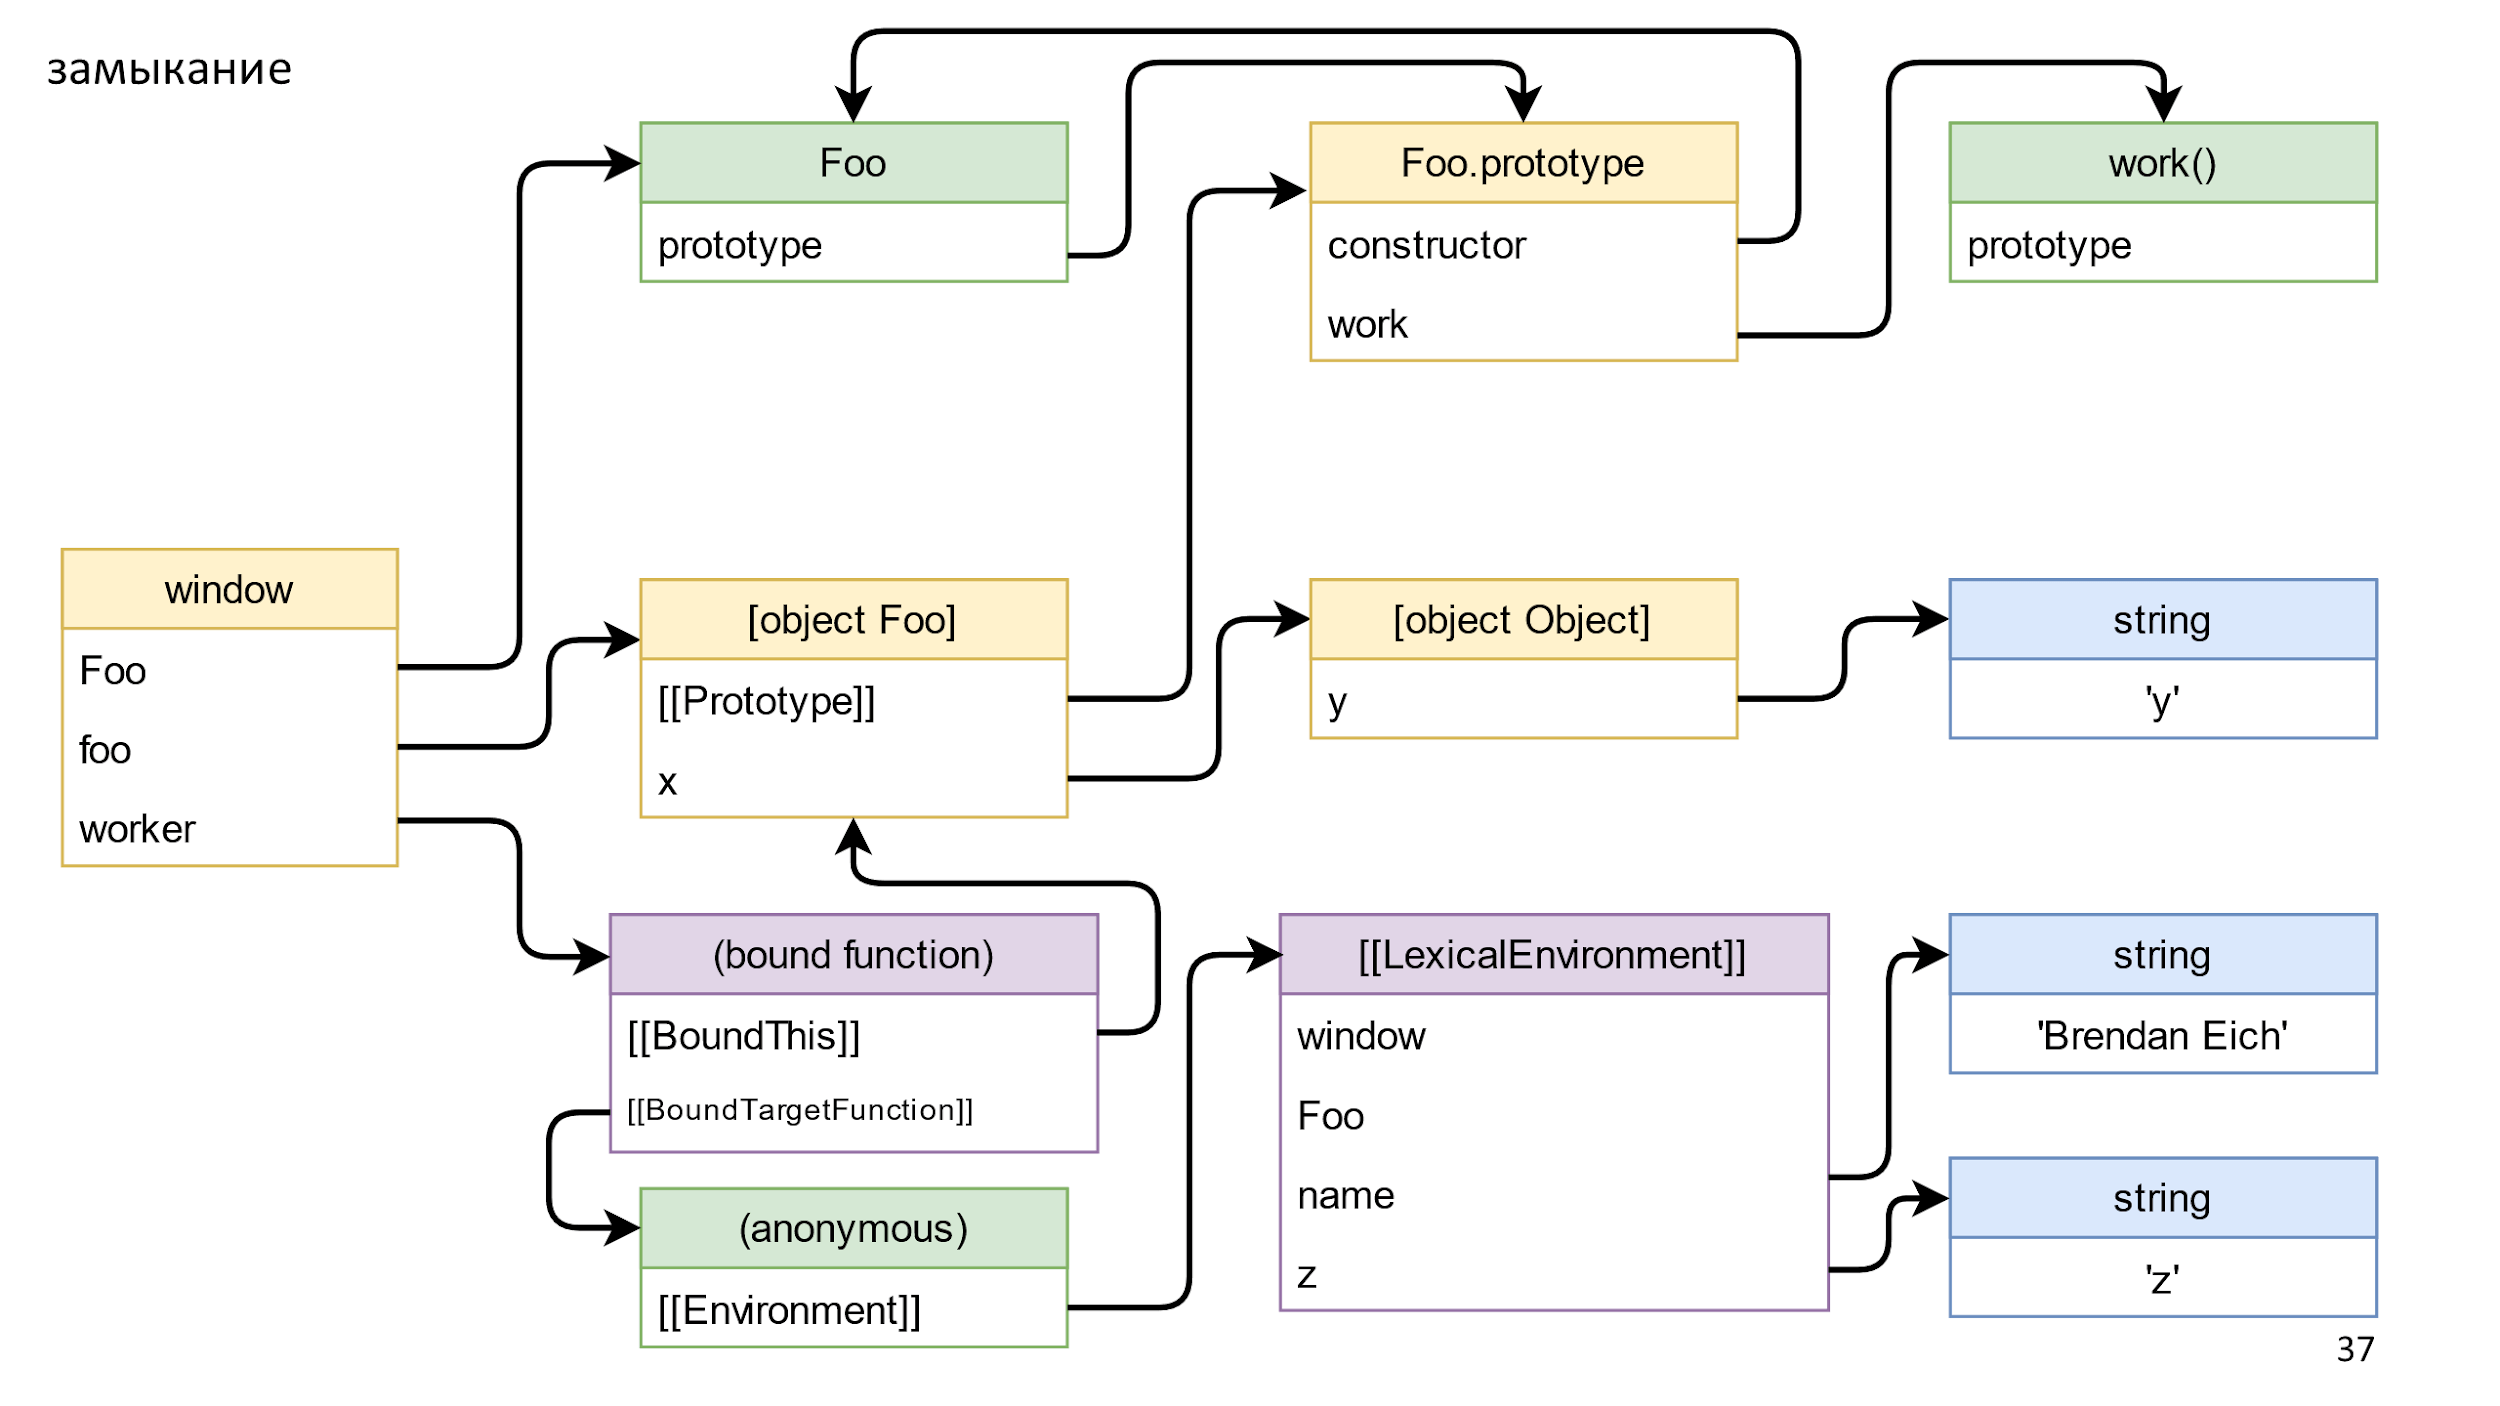 замыкание
Foo
prototype
Foo.prototype
constructor
work
work()
prototype
window
Foo
foo
worker
[object Foo]
[[Prototype]]
x
[object Object]
y
string
'y'
(bound function)
[[BoundThis]]
[[BoundTargetFunction]]
(anonymous)
[[Environment]]
[[LexicalEnvironment]]
window
Foo
name
z
string
'Brendan Eich'
string
'z'
37